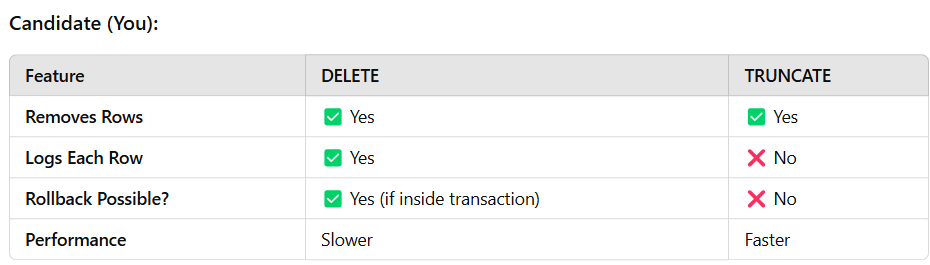 Candidate (You):
Feature DELETE TRUNCATE
Removes Rows ✅ Yes ✅ Yes
Logs Each Row ✅ Yes ❌ No
Rollback Possible? ✅ Yes (if inside transaction) ❌ No
Performance Slower Faster